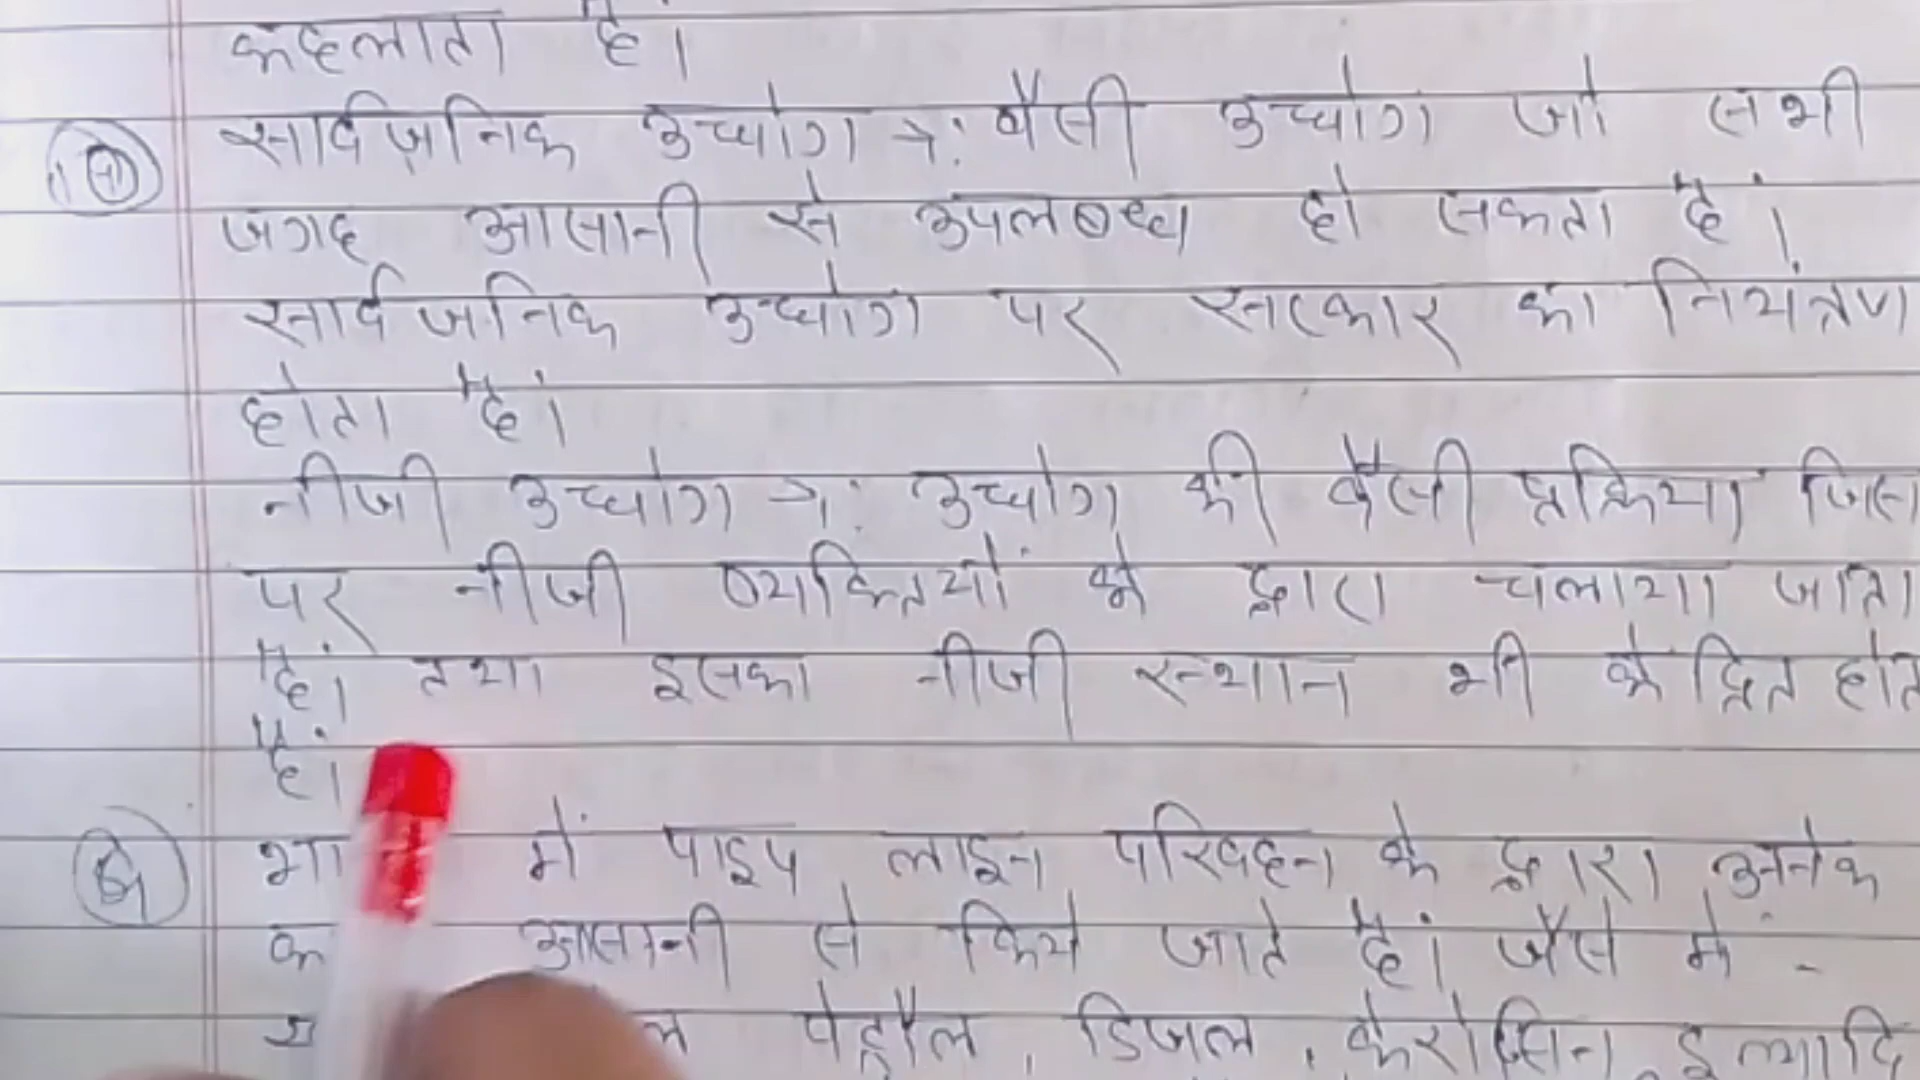 कहलाता है।
सार्वजनिक उद्योग →: वैसी उद्योग जो सभी
जगह आसानी से उपलब्ध हो सकता हैं।
सार्वजनिक उद्योग पर सरकार का नियंत्रण
होता हैं।
नीजी उद्योग →: उद्योग की वैसी प्रक्रिया जिस
पर नीजी व्यक्तियों के द्वारा चलाया जाता
हैं। तथा इसका नीजी स्थान भी केंद्रित होते
हैं।
में पाइप लाइन परिवहन के द्वारा अनेक
आसानी से किये जाते हैं। जैसे में -
पेट्रौल, डिजल, केरोसिन, इत्यादि